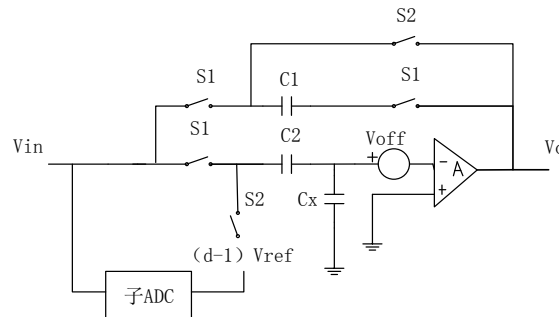 S2
S1
C1
S1
S1
C2
Voff
Vin
+
-
A
+
Cx
S2
(d-1) Vref
子ADC